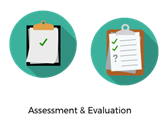 ?
Assessment & Evaluation